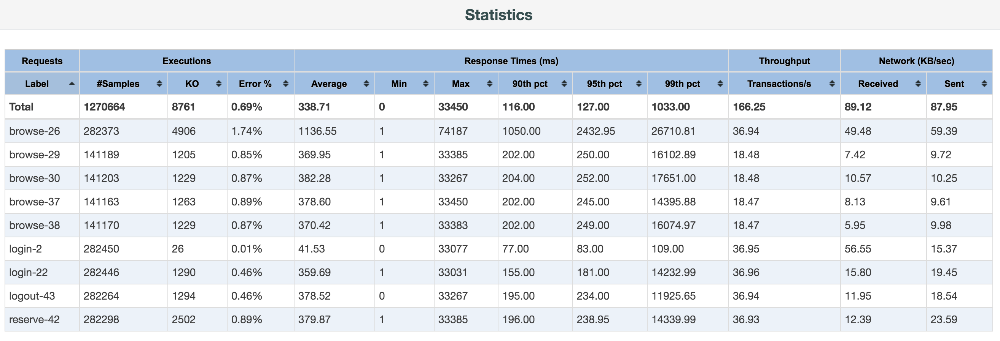 Statistics
Requests Executions Response Times (ms) Throughput Network (KB/sec)
Label #Samples KO Error % Average Min Max 90th pct 95th pct 99th pct Transactions/s Received Sent
Total 1270664 8761 0.69% 338.71 0 33450 116.00 127.00 1033.00 166.25 89.12 87.95
browse-26 282373 4906 1.74% 1136.55 1 74187 1050.00 2432.95 26710.81 36.94 49.48 59.39
browse-29 141189 1205 0.85% 369.95 1 33385 202.00 250.00 16102.89 18.48 7.42 9.72
browse-30 141203 1229 0.87% 382.28 1 33267 204.00 252.00 17651.00 18.48 10.57 10.25
browse-37 141163 1263 0.89% 378.60 1 33450 202.00 245.00 14395.88 18.47 8.13 9.61
browse-38 141170 1229 0.87% 370.42 1 33383 202.00 249.00 16074.97 18.47 5.95 9.98
login-2 282450 26 0.01% 41.53 0 33077 77.00 83.00 109.00 36.95 56.55 15.37
login-22 282446 1290 0.46% 359.69 1 33031 155.00 181.00 14232.99 36.96 15.80 19.45
logout-43 282264 1294 0.46% 378.52 0 33267 195.00 234.00 11925.65 36.94 11.95 18.54
reserve-42 282298 2502 0.89% 379.87 1 33385 196.00 238.95 14339.99 36.93 12.39 23.59